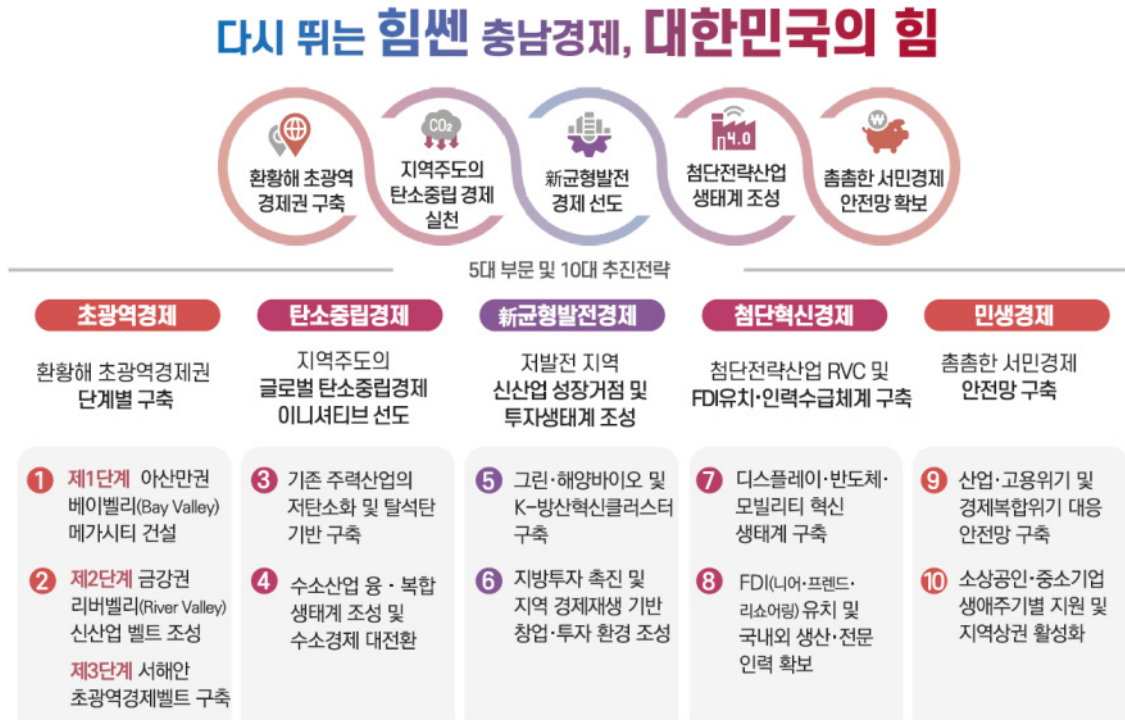 다시 뛰는 힘쎈 충남경제, 대한민국의 힘
환황해 초광역
경제권 구축
CO₂
지역주도의
탄소중립 경제
실천
新균형발전
경제 선도
4.0
첨단전략산업
생태계 조성
₩
촘촘한 서민경제
안전망 확보
5대 부문 및 10대 추진전략
초광역경제
환황해 초광역경제권
단계별 구축
1 제1단계 아산만권
베이벨리(Bay Valley)
메가시티 건설
2 제2단계 금강권
리버벨리(River Valley)
신산업 벨트 조성
제3단계 서해안
초광역경제벨트 구축
탄소중립경제
지역주도의
글로벌 탄소중립경제
이니셔티브 선도
3 기존 주력산업의
저탄소화 및 탈석탄
기반 구축
4 수소산업 융・복합
생태계 조성 및
수소경제 대전환
新균형발전경제
저발전 지역
신산업 성장거점 및
투자생태계 조성
5 그린·해양바이오 및
K-방산혁신클러스터
구축
6 지방투자 촉진 및
지역 경제재생 기반
창업·투자 환경 조성
첨단혁신경제
첨단전략산업 RVC 및
FDI유치·인력수급체계 구축
7 디스플레이·반도체·
모빌리티 혁신
생태계 구축
8 FDI(니어·프렌드·
리쇼어링) 유치 및
국내외 생산·전문
인력 확보
민생경제
촘촘한 서민경제
안전망 구축
9 산업·고용위기 및
경제복합위기 대응
안전망 구축
10 소상공인·중소기업
생애주기별 지원 및
지역상권 활성화